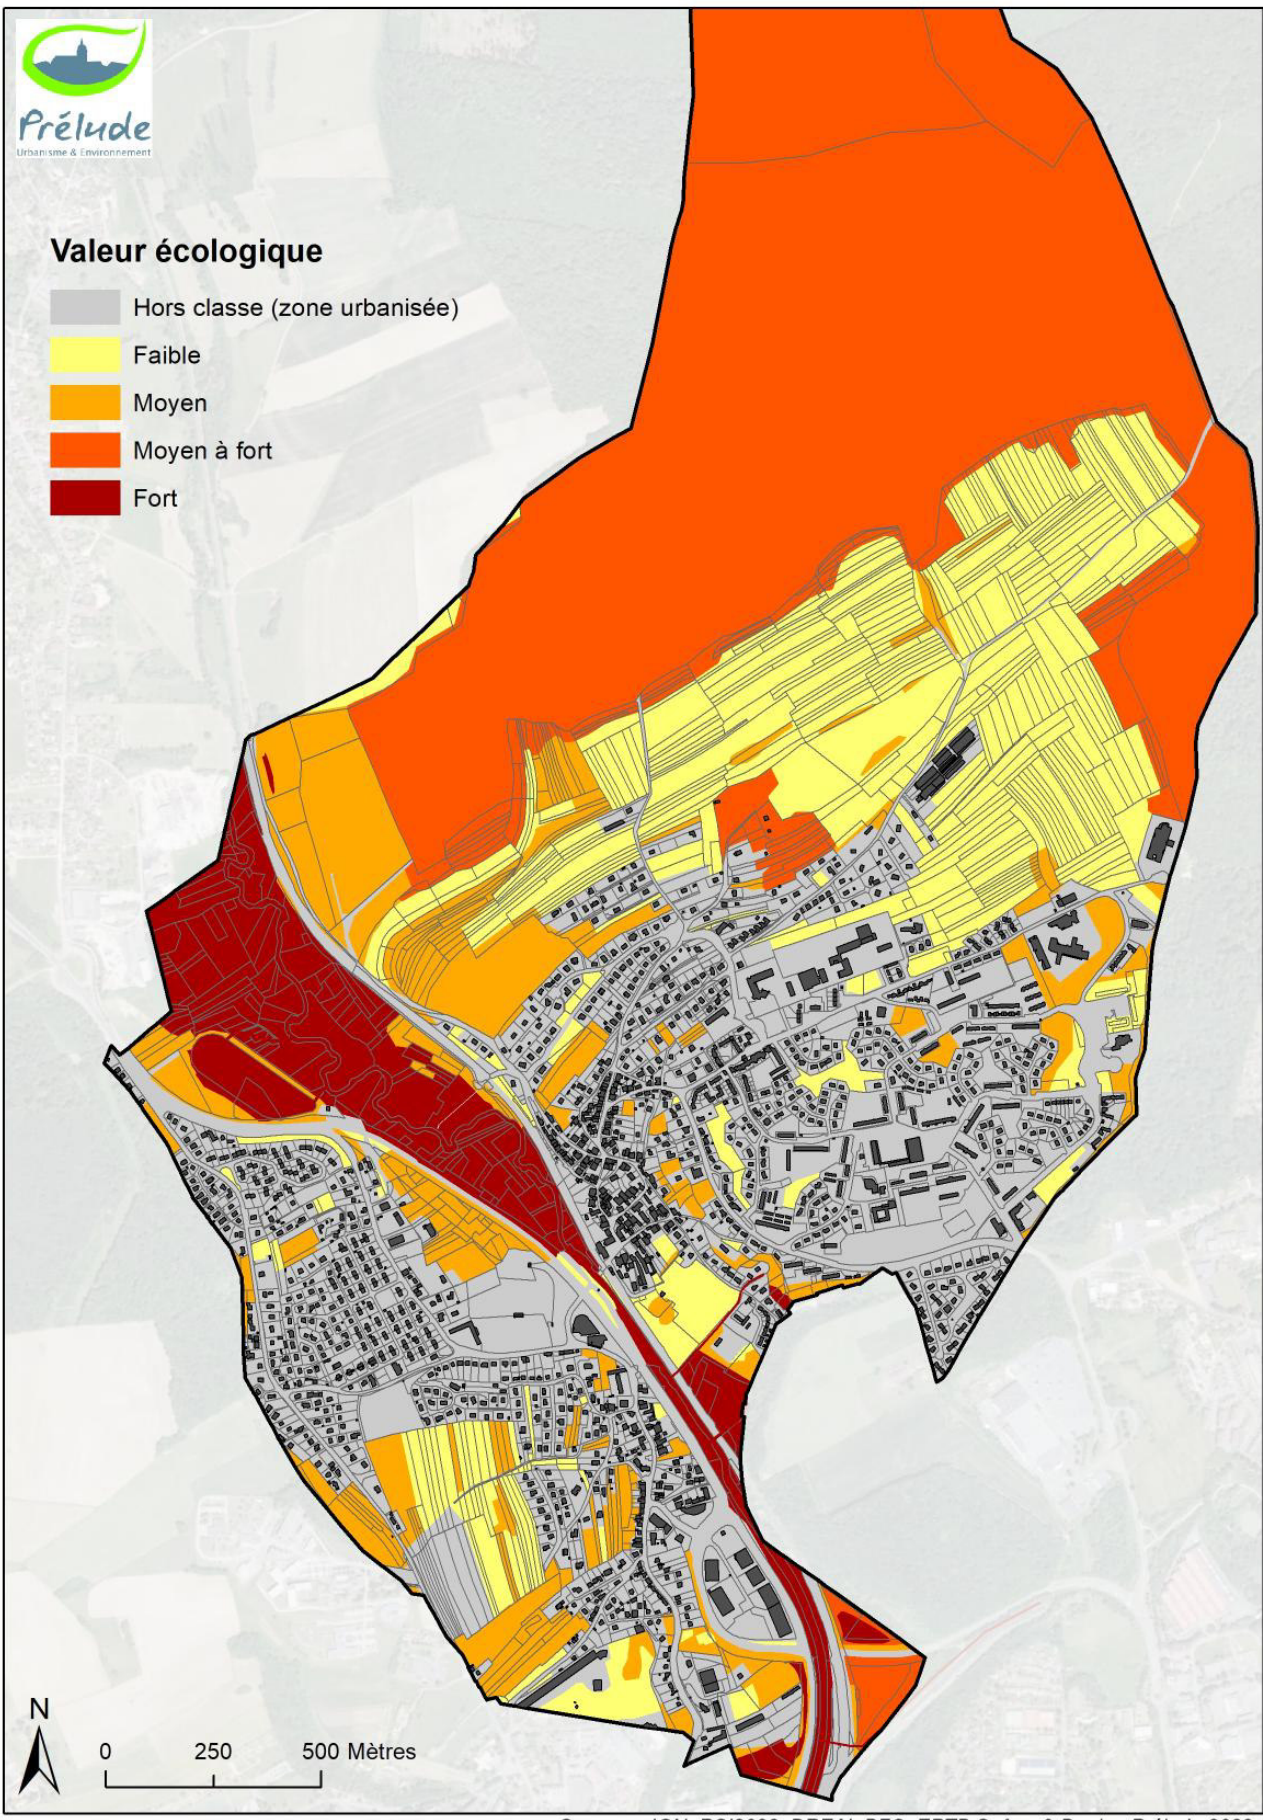 Prélude
Urbanisme & Environnement
Valeur écologique
Hors classe (zone urbanisée)
Faible
Moyen
Moyen à fort
Fort
N
0 250 500 Mètres